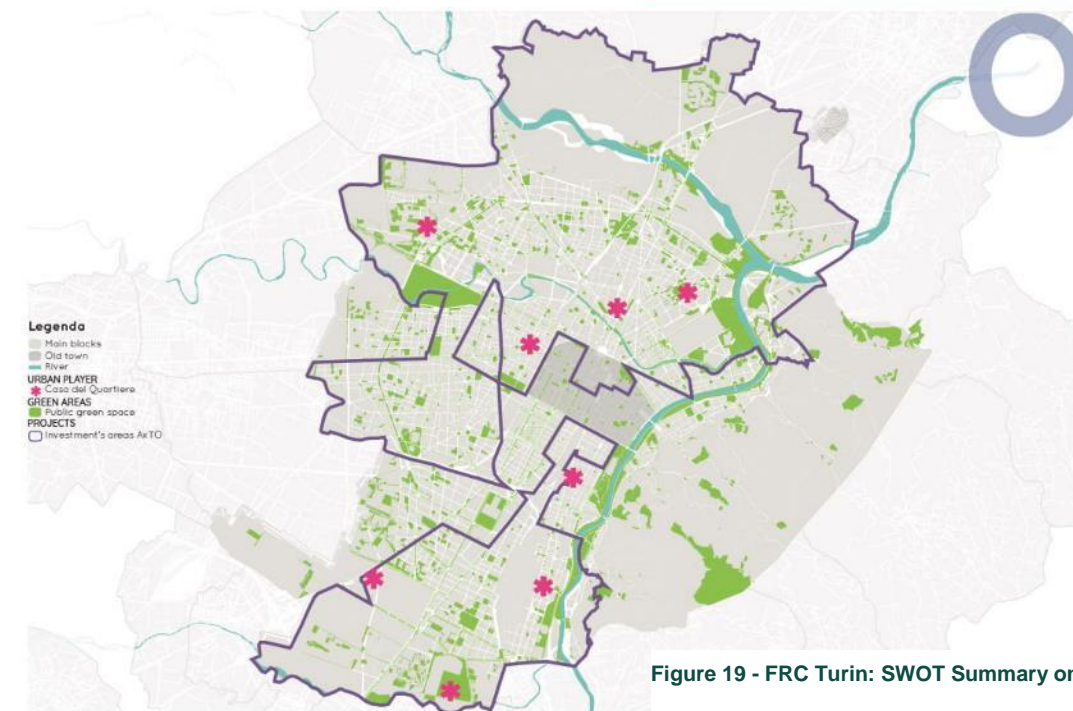 O
Legenda
Main blocks
Old town
River
URBAN PLAYER
Casa del Quartiere
GREEN AREAS
Public green space
PROJECTS
Investment's areas AxTO
Figure 19 - FRC Turin: SWOT Summary on